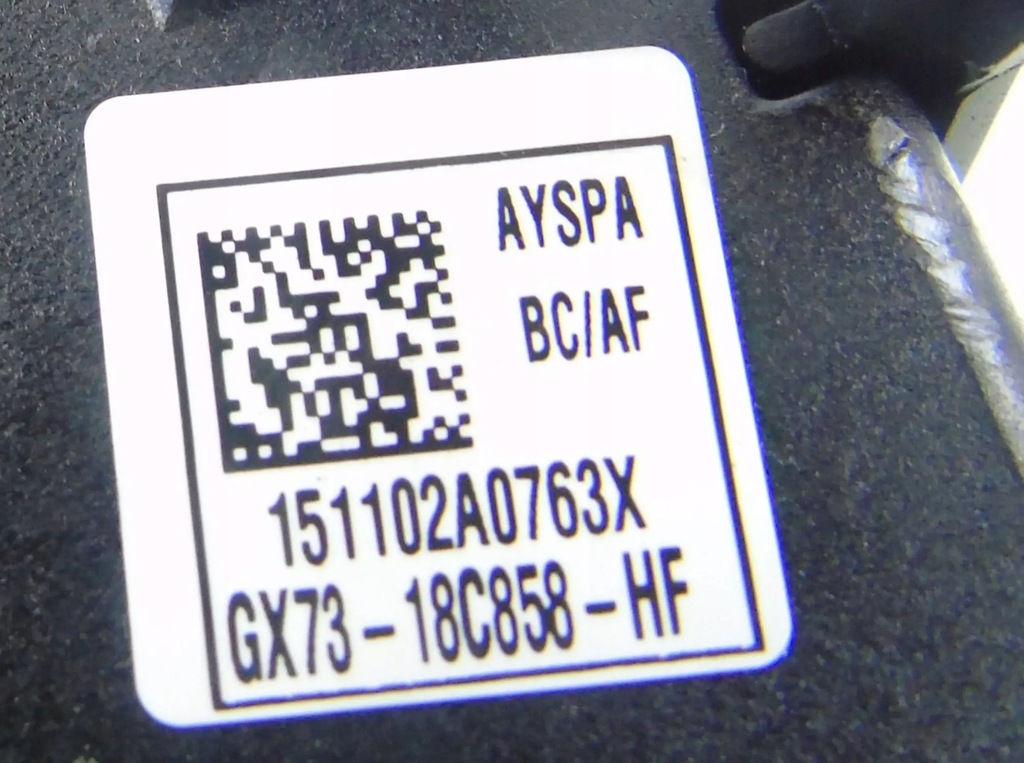 AYSPA
BC/AF
151102A0763X
GX73-18C858-HF